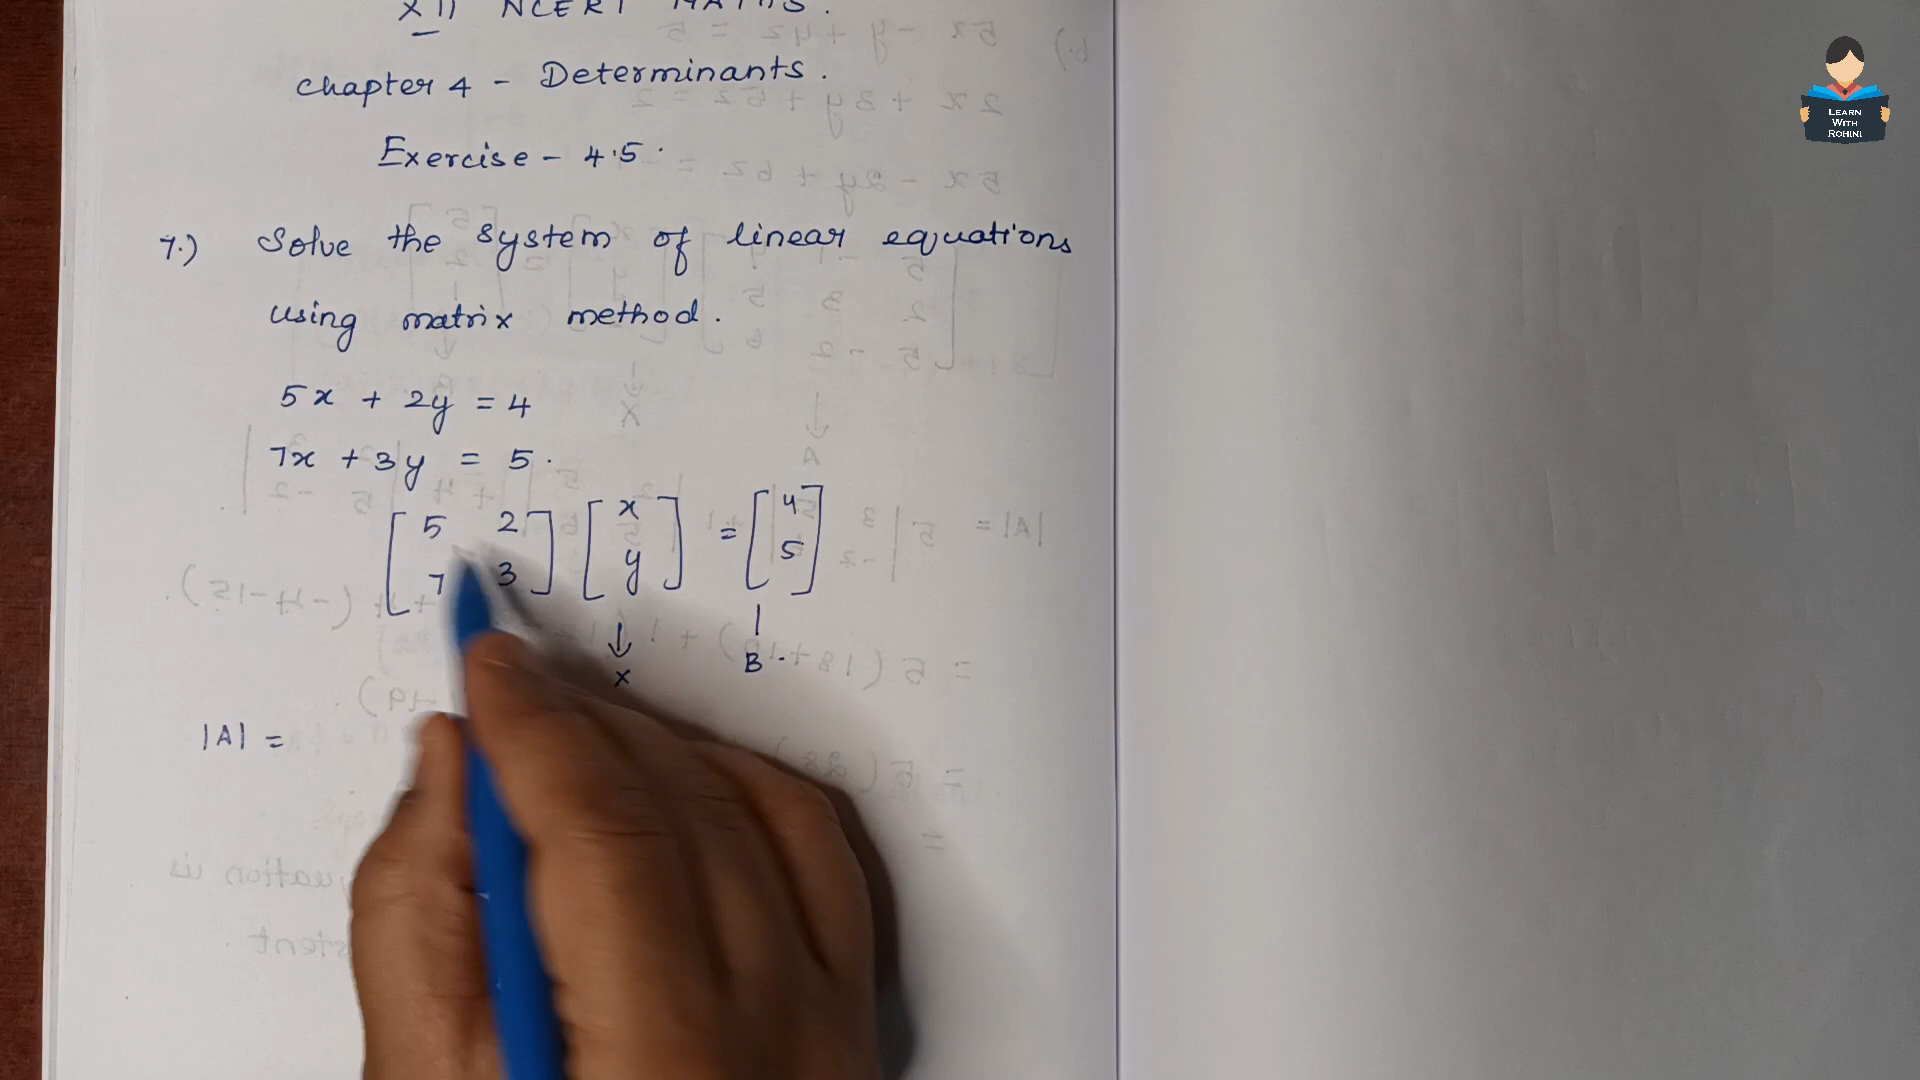 XII NCERT MATHS.
Chapter 4 - Determinants.
Exercise - 4.5.
7.) Solve the system of linear equations
using matrix method.
5x + 2y = 4
7x + 3y = 5.
[5 2] [x] = [4]
[7 3] [y] [5]
↓ |
X B.
|A| =
LEARN
WITH
ROHINI